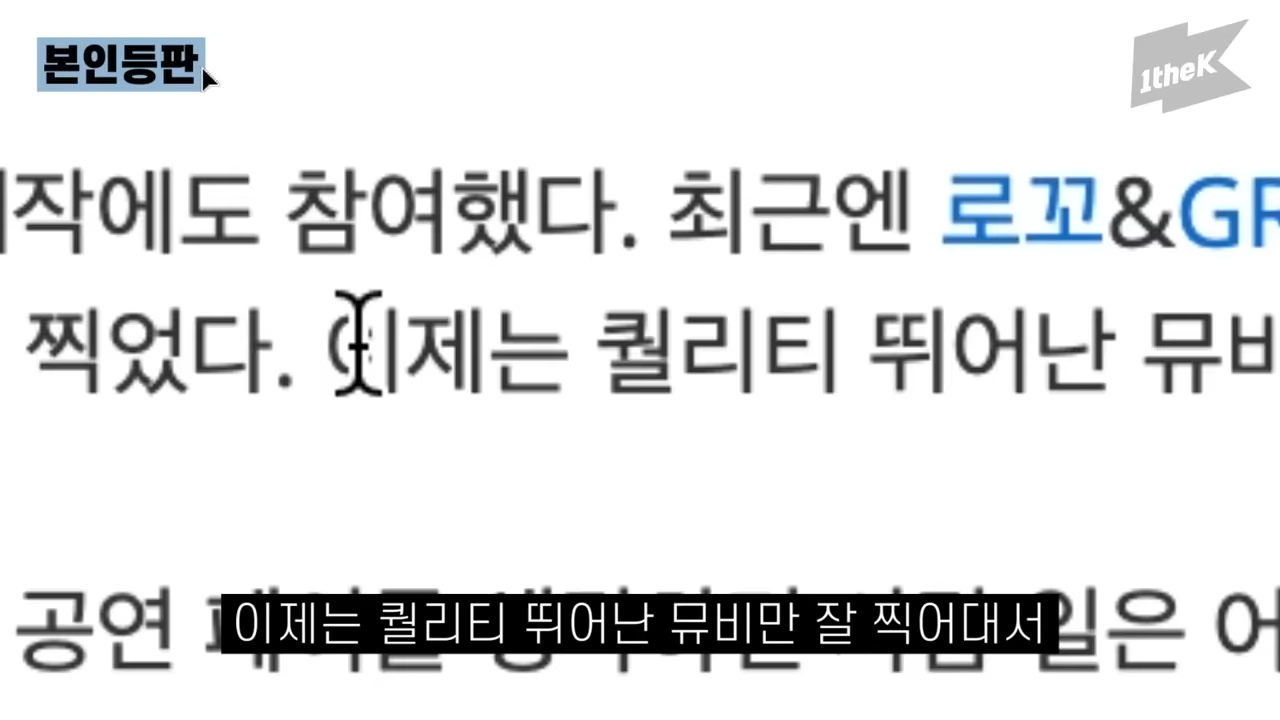 본인등판
1theK
작에도 참여했다. 최근엔 로꼬&GR
찍었다. 이제는 퀄리티 뛰어난 뮤비
공연 일은
이제는 퀄리티 뛰어난 뮤비만 잘 찍어대서